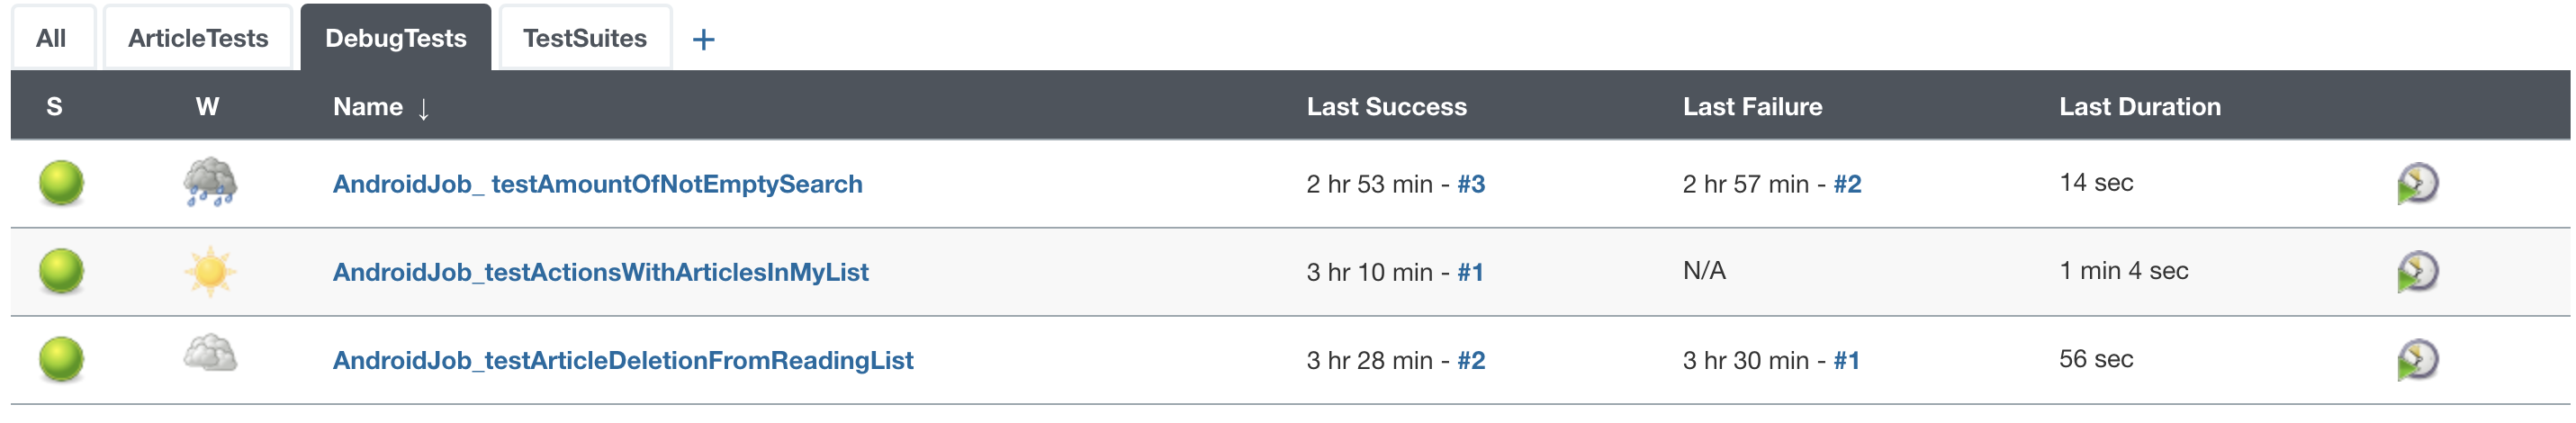 All ArticleTests DebugTests TestSuites +
S W Name ↓ Last Success Last Failure Last Duration
AndroidJob_ testAmountOfNotEmptySearch 2 hr 53 min - #3 2 hr 57 min - #2 14 sec
AndroidJob_testActionsWithArticlesInMyList 3 hr 10 min - #1 N/A 1 min 4 sec
AndroidJob_testArticleDeletionFromReadingList 3 hr 28 min - #2 3 hr 30 min - #1 56 sec